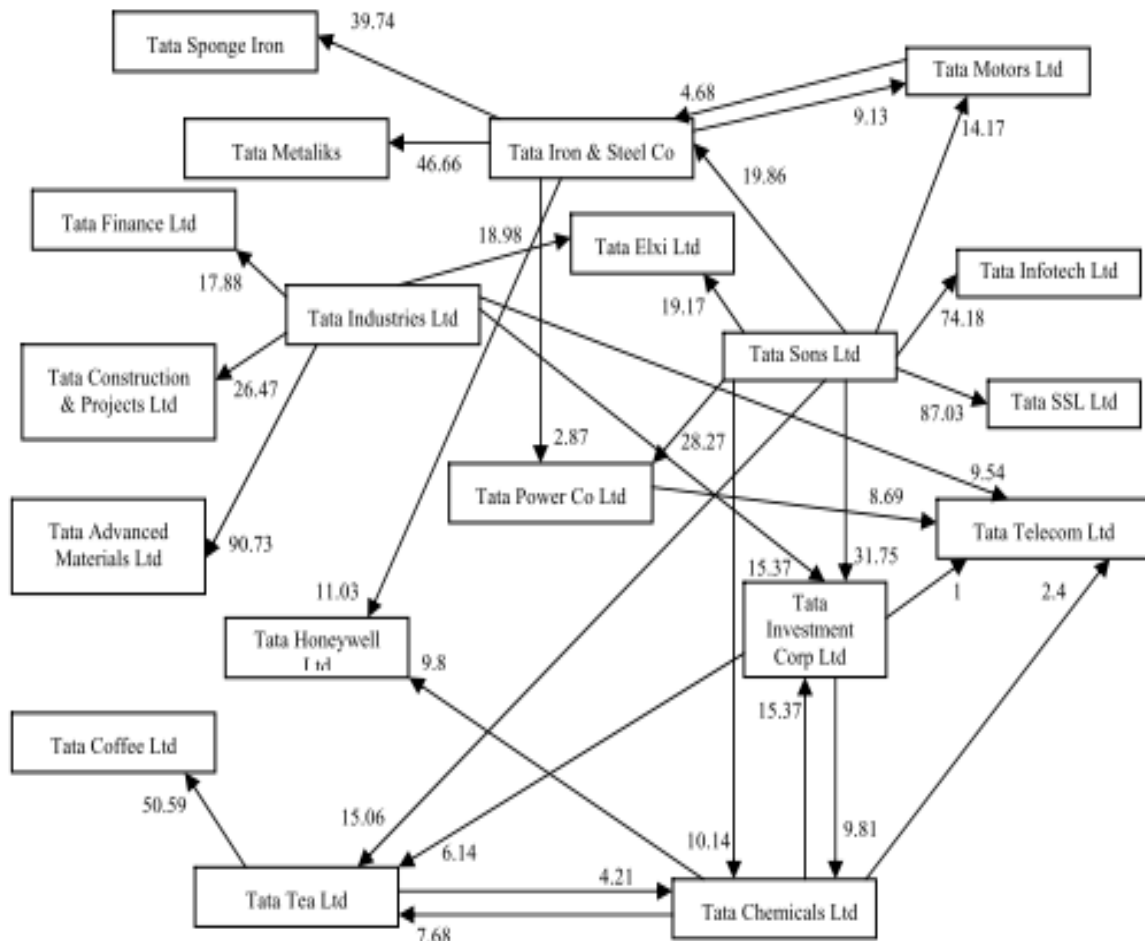 39.74
Tata Sponge Iron
Tata Motors Ltd
4.68
9.13
14.17
Tata Metaliks
46.66
Tata Iron & Steel Co
19.86
Tata Finance Ltd
18.98
Tata Elxi Ltd
Tata Infotech Ltd
17.88
19.17
74.18
Tata Industries Ltd
Tata Sons Ltd
Tata Construction
& Projects Ltd
26.47
Tata SSL Ltd
87.03
2.87
28.27
9.54
Tata Power Co Ltd
8.69
Tata Advanced
Materials Ltd
90.73
Tata Telecom Ltd
15.37
31.75
11.03
1
2.4
Tata
Investment
Corp Ltd
Tata Honeywell
Ltd
9.8
15.37
Tata Coffee Ltd
50.59
15.06
6.14
10.14
9.81
4.21
Tata Tea Ltd
Tata Chemicals Ltd
7.68